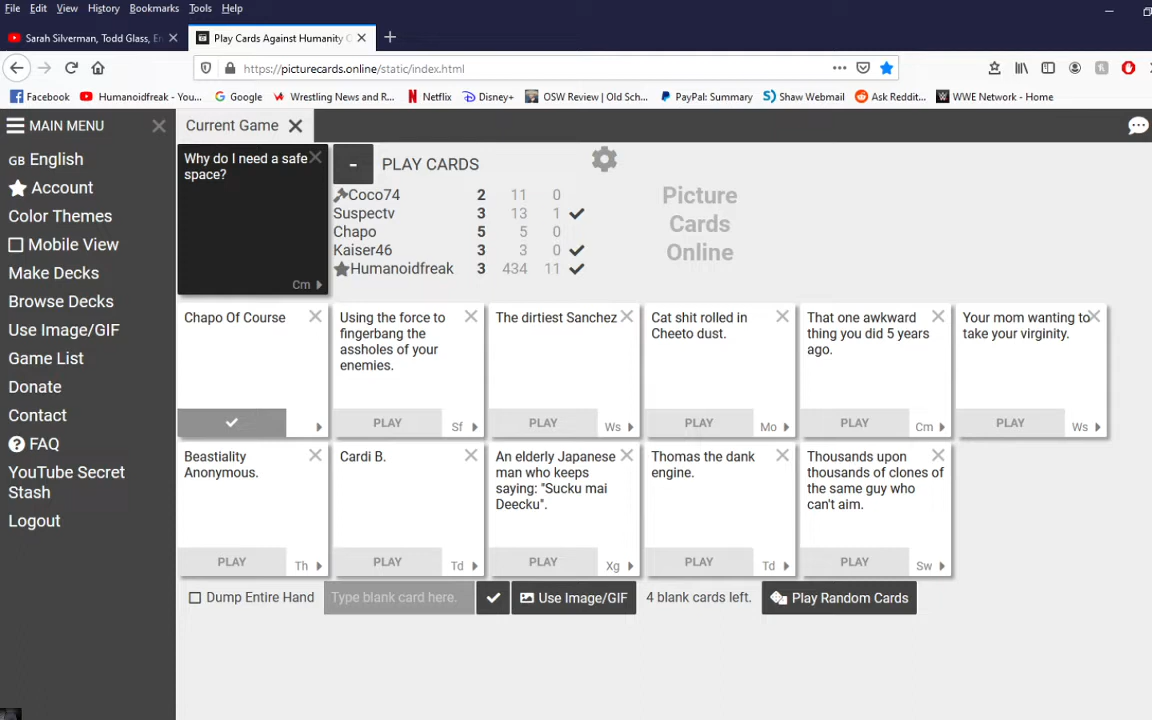 File Edit View History Bookmarks Tools Help
Sarah Silverman, Todd Glass, Er
Play Cards Against Humanity O
https://picturecards.online/static/index.html
Facebook Humanoidfreak - You... Google Wrestling News and R... Netflix Disney+ OSW Review | Old Sch... PayPal: Summary Shaw Webmail Ask Reddit... WWE Network - Home
MAIN MENU
GB English
Account
Color Themes
Mobile View
Make Decks
Browse Decks
Use Image/GIF
Game List
Donate
Contact
FAQ
YouTube Secret
Stash
Logout
Current Game
Why do I need a safe
space?
Cm
- PLAY CARDS
Coco74 2 11 0
Suspectv 3 13 1
Chapo 5 5 0
Kaiser46 3 3 0
Humanoidfreak 3 434 11
Picture
Cards
Online
Chapo Of Course
Using the force to
fingerbang the
assholes of your
enemies.
PLAY Sf
The dirtiest Sanchez
PLAY Ws
Cat shit rolled in
Cheeto dust.
PLAY Mo
That one awkward
thing you did 5 years
ago.
PLAY Cm
Your mom wanting to
take your virginity.
PLAY Ws
Beastiality
Anonymous.
PLAY Th
Cardi B.
PLAY Td
An elderly Japanese
man who keeps
saying: "Sucku mai
Deecku".
PLAY Xg
Thomas the dank
engine.
PLAY Td
Thousands upon
thousands of clones of
the same guy who
can't aim.
PLAY Sw
Dump Entire Hand Type blank card here. Use Image/GIF 4 blank cards left. Play Random Cards